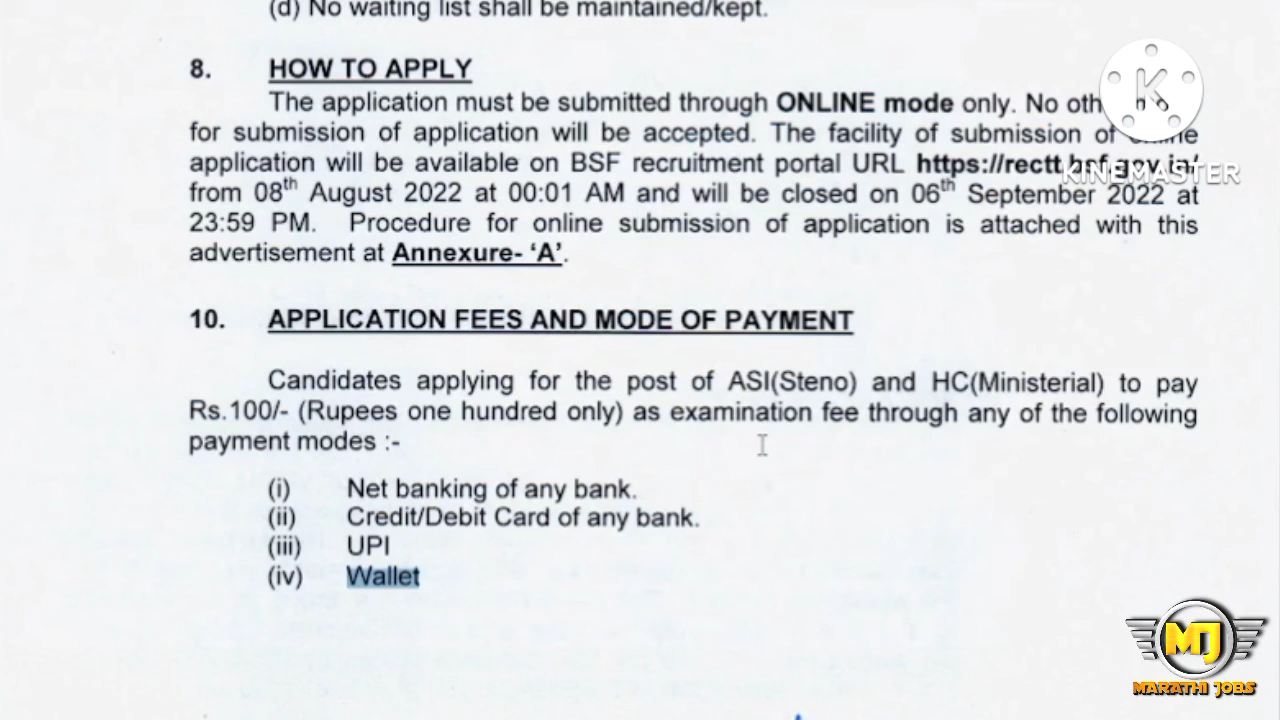 (d) No waiting list shall be maintained/kept.
8. HOW TO APPLY
The application must be submitted through ONLINE mode only. No
for submission of application will be accepted. The facility of submission of
application will be available on BSF recruitment portal URL https://rectt.bsf.gov.in/
from 08th August 2022 at 00:01 AM and will be closed on 06th September 2022 at
23:59 PM. Procedure for online submission of application is attached with this
advertisement at Annexure- ‘A’.
10. APPLICATION FEES AND MODE OF PAYMENT
Candidates applying for the post of ASI(Steno) and HC(Ministerial) to pay
Rs.100/- (Rupees one hundred only) as examination fee through any of the following
payment modes :-
(i) Net banking of any bank.
(ii) Credit/Debit Card of any bank.
(iii) UPI
(iv) Wallet
K
KINEMASTER
MJ
MARATHI JOBS